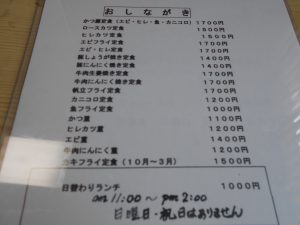 おしながき
かつ重定食（エビ・ヒレ・魚・カニコロ） 1700円
ロースカツ定食 1500円
ヒレカツ定食 1500円
エビフライ定食 1700円
エビ・ヒレ定食 1700円
豚しょうが焼き定食 1400円
豚にんにく焼き定食 1400円
牛肉生姜焼き定食 1700円
牛肉にんにく焼き定食 1700円
帆立フライ定食 1500円
カニコロ定食 1200円
魚フライ定食 1000円
かつ重 1100円
ヒレカツ重 1200円
エビ重 1400円
牛肉にんにく重 1200円
カキフライ定食（10月～3月） 1500円
日替わりランチ 1000円
am 11:00 ～ pm 2:00
日曜日・祝日はありません